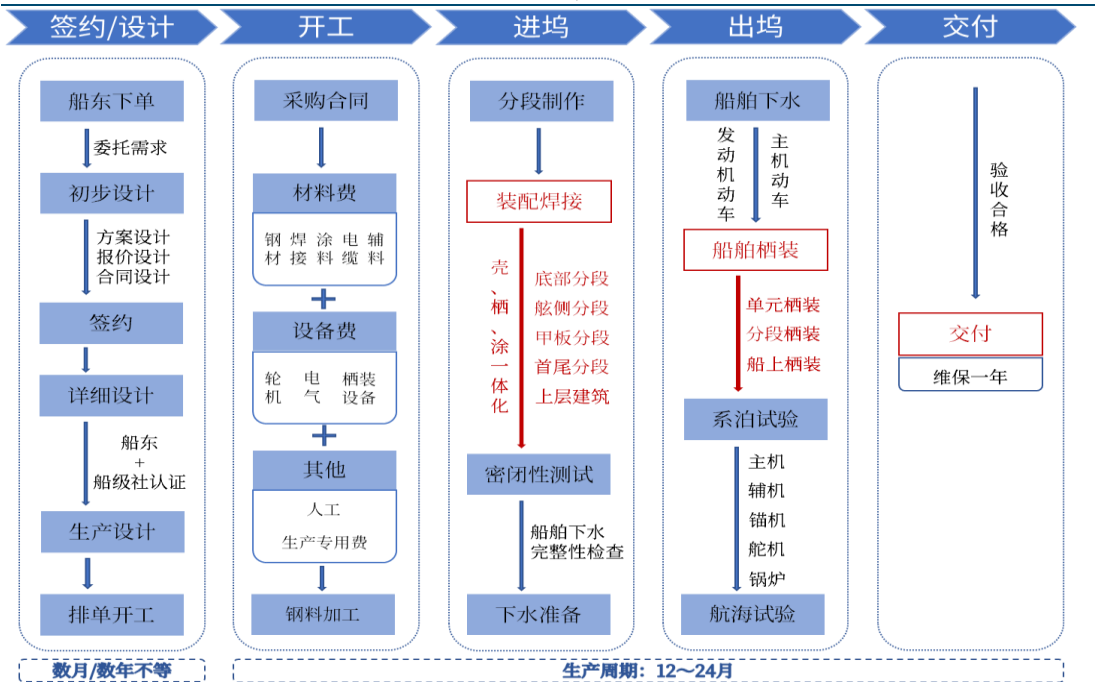 签约/设计
开工
进坞
出坞
交付
船东下单
委托需求
初步设计
方案设计
报价设计
合同设计
签约
详细设计
船东
+
船级社认证
生产设计
排单开工
数月/数年不等
采购合同
材料费
钢材
焊接
涂料
电缆
辅料
+
设备费
轮机
电气
栖装
设备
+
其他
人工
生产专用费
钢料加工
分段制作
装配焊接
壳、栖、涂一体化
底部分段
舷侧分段
甲板分段
首尾分段
上层建筑
密闭性测试
船舶下水
完整性检查
下水准备
船舶下水
发动机动车
主机动车
船舶栖装
单元栖装
分段栖装
船上栖装
系泊试验
主机
辅机
锚机
舵机
锅炉
航海试验
验收合格
交付
维保一年
生产周期：12～24月